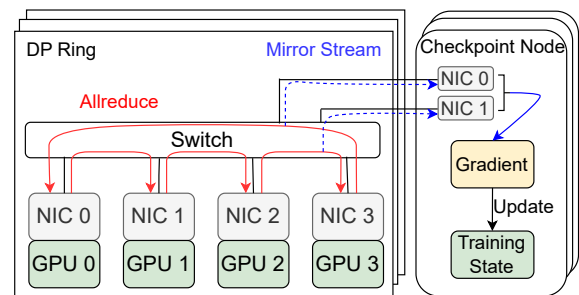 DP Ring
Mirror Stream
Allreduce
Switch
NIC 0
NIC 1
NIC 2
NIC 3
GPU 0
GPU 1
GPU 2
GPU 3
Checkpoint Node
NIC 0
NIC 1
Gradient
Update
Training
State